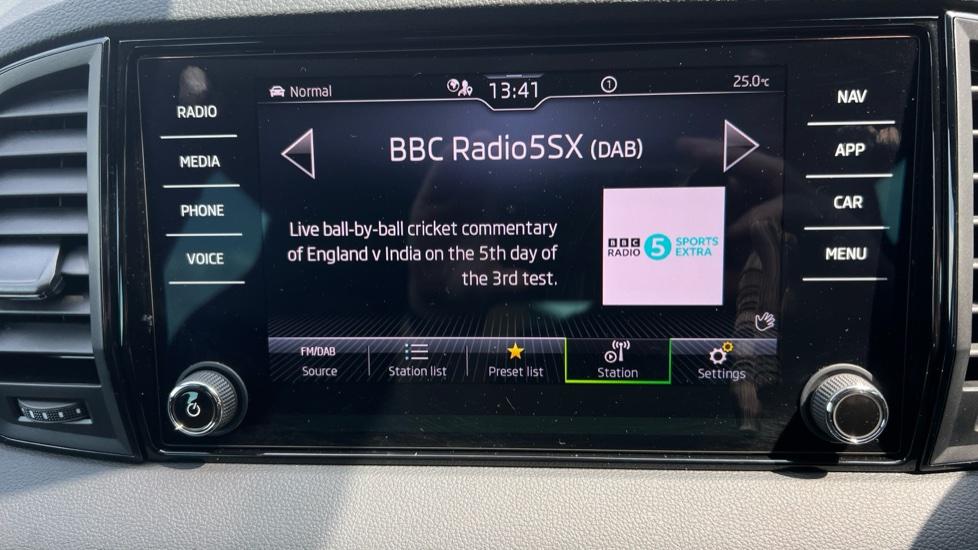 RADIO
MEDIA
PHONE
VOICE
Normal
13:41
1
25.0°C
BBC Radio5SX (DAB)
Live ball-by-ball cricket commentary
of England v India on the 5th day of
the 3rd test.
BBC
RADIO
5
SPORTS
EXTRA
FM/DAB
Source
Station list
Preset list
Station
Settings
NAV
APP
CAR
MENU